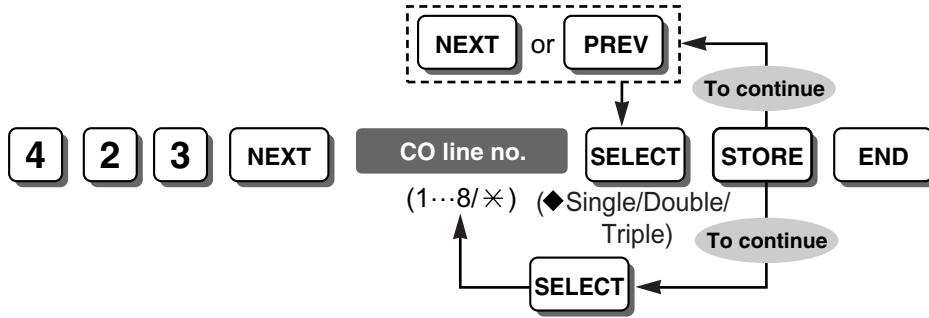 NEXT or PREV
To continue
4 2 3 NEXT CO line no. SELECT STORE END
(1···8/✳) (◆Single/Double/
Triple)
To continue
SELECT